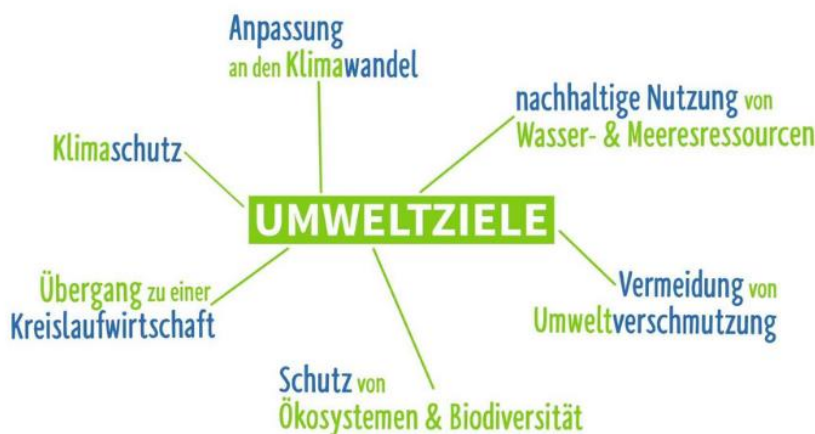 Anpassung
an den Klimawandel
nachhaltige Nutzung von
Wasser- & Meeresressourcen
Klimaschutz
UMWELTZIELE
Übergang zu einer
Kreislaufwirtschaft
Vermeidung von
Umweltverschmutzung
Schutz von
Ökosystemen & Biodiversität